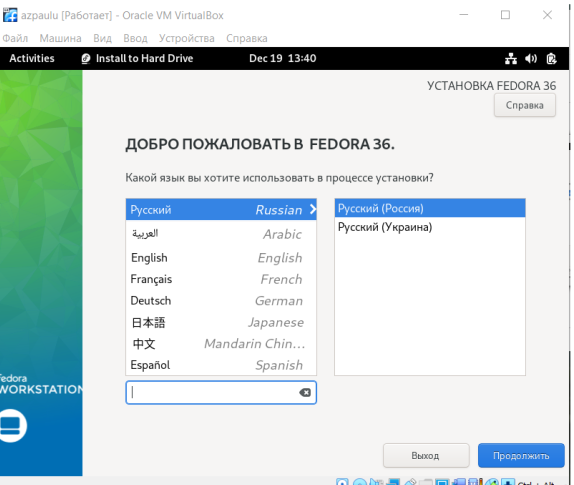 azpaulu [Работает] - Oracle VM VirtualBox
Файл Машина Вид Ввод Устройства Справка
Activities Install to Hard Drive Dec 19 13:40
УСТАНОВКА FEDORA 36
Справка
ДОБРО ПОЖАЛОВАТЬ В FEDORA 36.
Какой язык вы хотите использовать в процессе установки?
Русский Russian Русский (Россия)
العربية Arabic Русский (Украина)
English English
Français French
Deutsch German
日本語 Japanese
中文 Mandarin Chin...
Español Spanish
fedora
WORKSTATION
Выход Продолжить